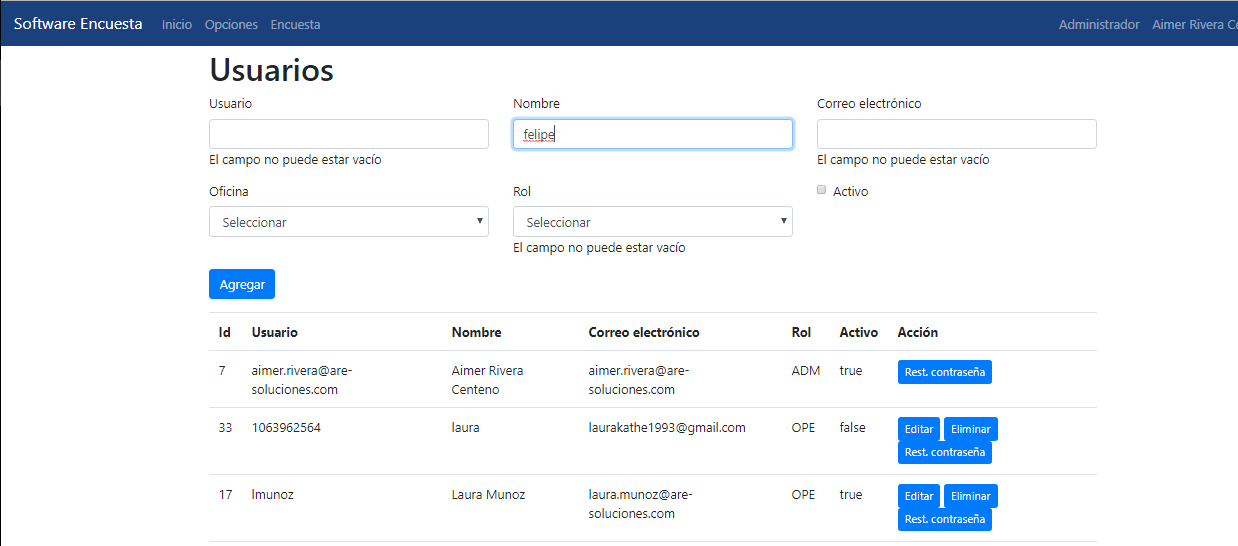 Software Encuesta Inicio Opciones Encuesta Administrador Aimer Rivera Ce
Usuarios
Usuario Nombre Correo electrónico
felipe
El campo no puede estar vacío El campo no puede estar vacío
Oficina Rol Activo
Seleccionar Seleccionar
El campo no puede estar vacío
Agregar
Id Usuario Nombre Correo electrónico Rol Activo Acción
7 aimer.rivera@are- Aimer Rivera aimer.rivera@are- ADM true Rest. contraseña
soluciones.com Centeno soluciones.com
33 1063962564 laura laurakathe1993@gmail.com OPE false Editar Eliminar
Rest. contraseña
17 lmunoz Laura Munoz laura.munoz@are- OPE true Editar Eliminar
soluciones.com Rest. contraseña